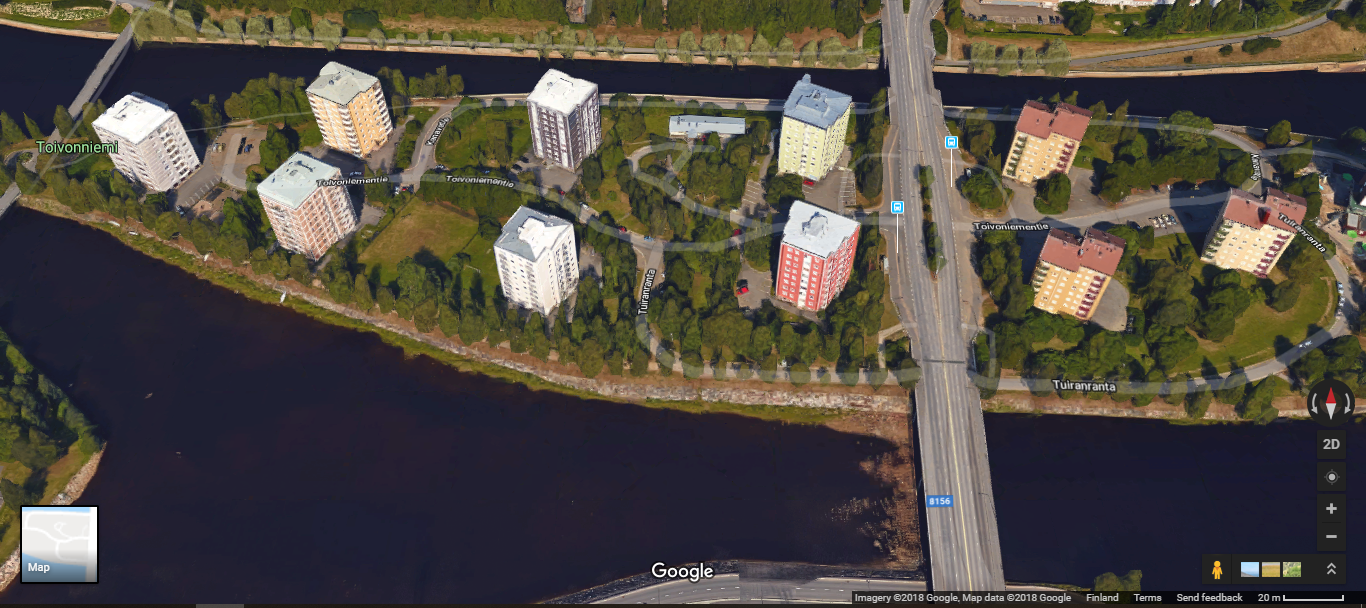 Toivonniemi
Toivoniementie
Toivoniementie
Toivoniementie
Tuiranranta
Tuiranranta
Tuiranranta
8156
2D
Map
Google
Imagery ©2018 Google, Map data ©2018 Google Finland Terms Send feedback 20 m